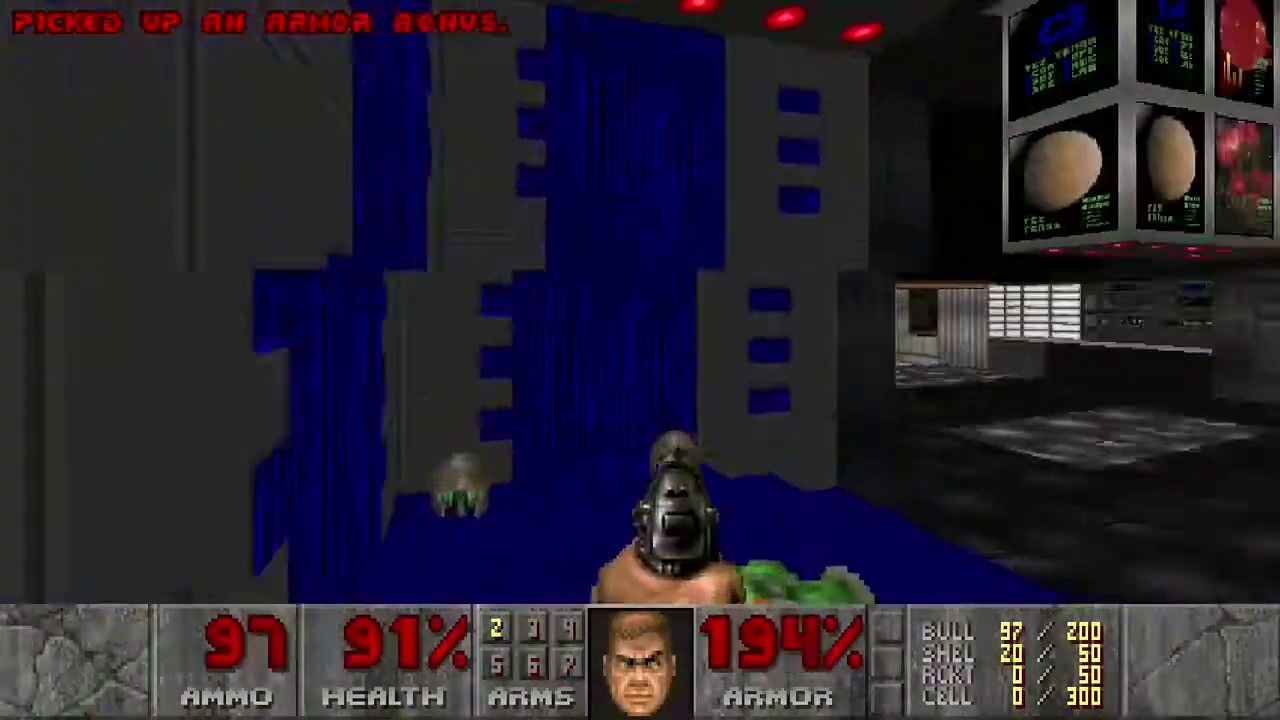 PICKED UP AN ARMOR BONUS.
97
AMMO
91%
HEALTH
2 3 4
5 6 7
ARMS
194%
ARMOR
BULL 97 / 200
SHEL 20 / 50
RCKT 0 / 50
CELL 0 / 300